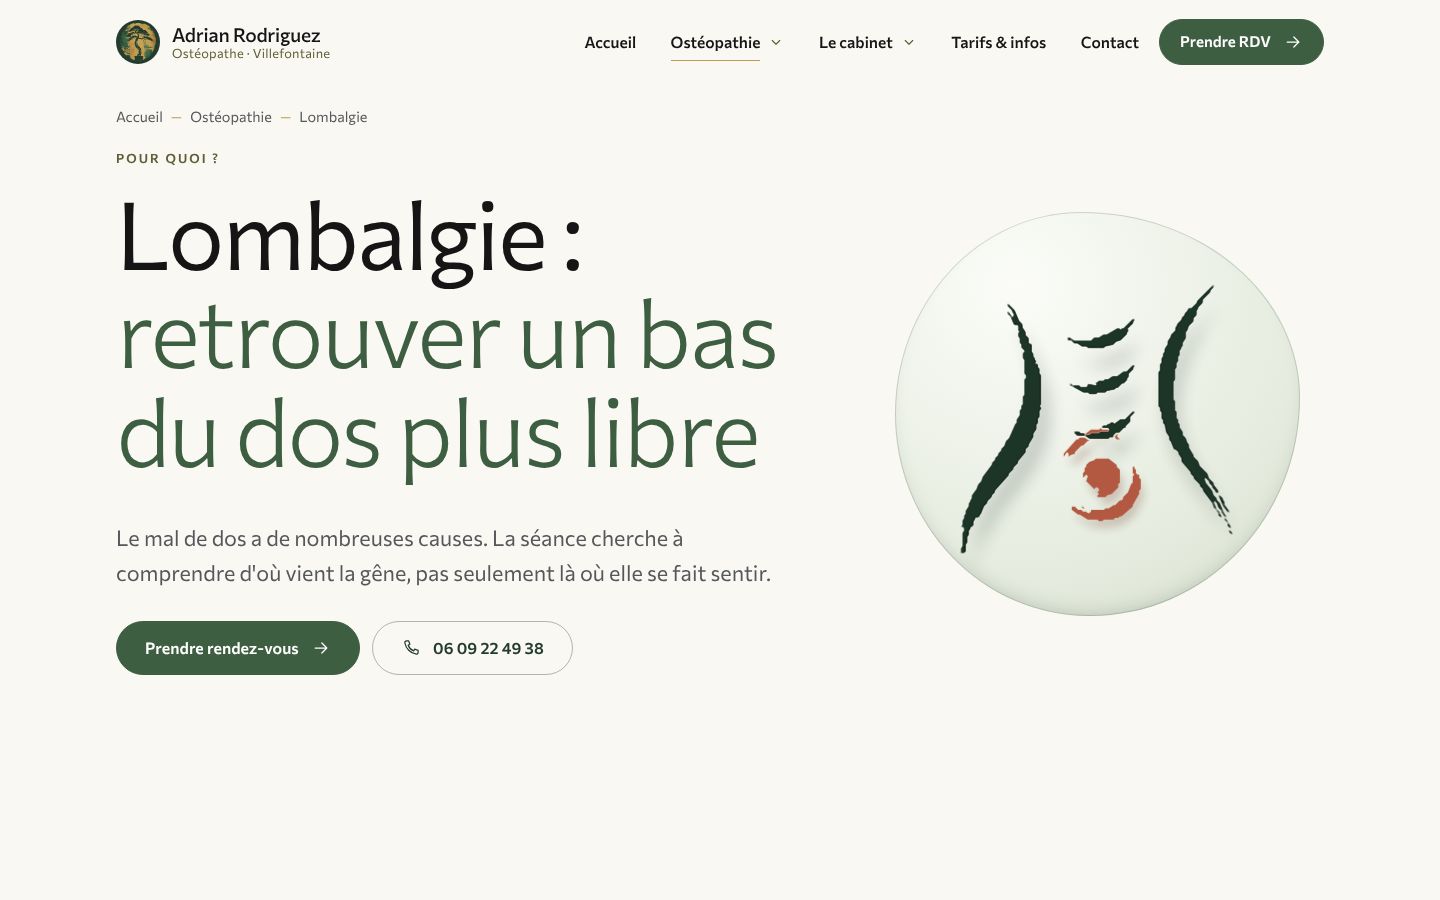 Adrian Rodriguez
Ostéopathe · Villefontaine
Accueil
Ostéopathie
Le cabinet
Tarifs & infos
Contact
Prendre RDV
Accueil — Ostéopathie — Lombalgie
POUR QUOI ?
Lombalgie :
retrouver un bas
du dos plus libre
Le mal de dos a de nombreuses causes. La séance cherche à
comprendre d'où vient la gêne, pas seulement là où elle se fait sentir.
Prendre rendez-vous
06 09 22 49 38